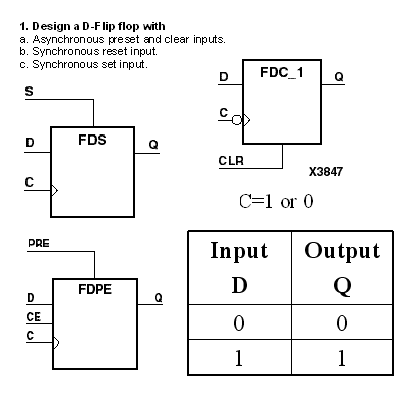 1. Design a D-Flip flop with
a. Asynchronous preset and clear inputs.
b. Synchronous reset input.
c. Synchronous set input.
S
D
FDS
Q
C
D
FDC_1
Q
C
CLR
X3847
C=1 or 0
PRE
D
FDPE
Q
CE
C
Input Output
D Q
0 0
1 1